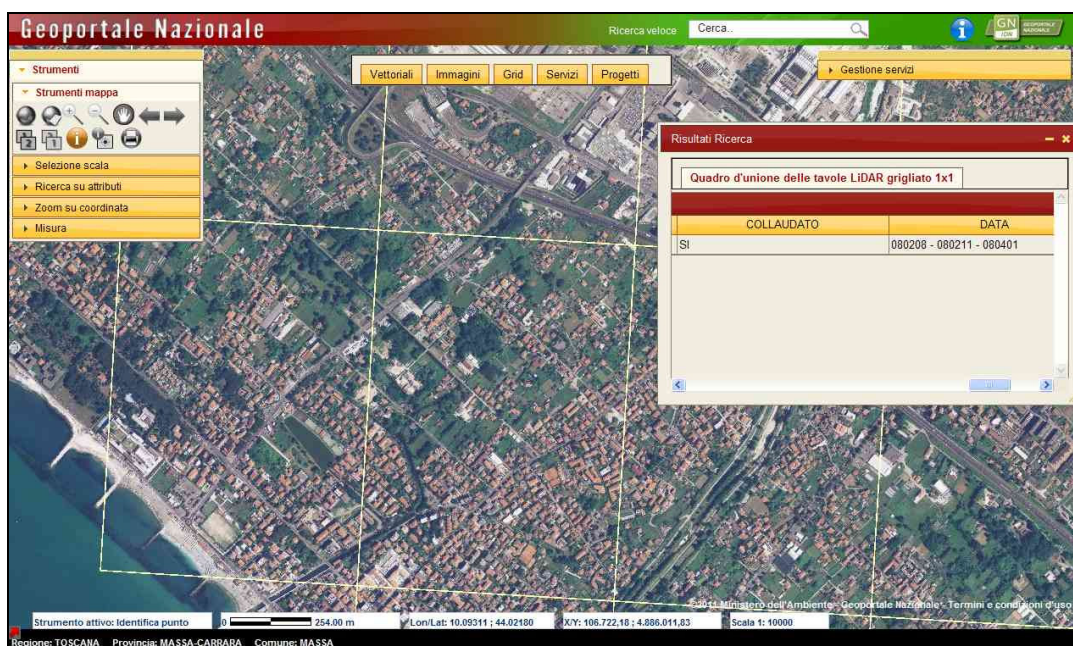 Geoportale Nazionale
Ricerca veloce Cerca..
GN GEOPORTALE NAZIONALE
Strumenti
Vettoriali Immagini Grid Servizi Progetti
Gestione servizi
Strumenti mappa
Selezione scala
Ricerca su attributi
Zoom su coordinata
Misura
Risultati Ricerca
Quadro d'unione delle tavole LiDAR grigliato 1x1
COLLAUDATO DATA
SI 080208 - 080211 - 080401
©2011 Ministero dell'Ambiente - Geoportale Nazionale - Termini e condizioni d'uso
Strumento attivo: Identifica punto 0 254.00 m Lon/Lat: 10.09311 ; 44.02180 X/Y: 106.722,18 ; 4.886.011,83 Scala 1: 10000
Regione: TOSCANA Provincia: MASSA-CARRARA Comune: MASSA